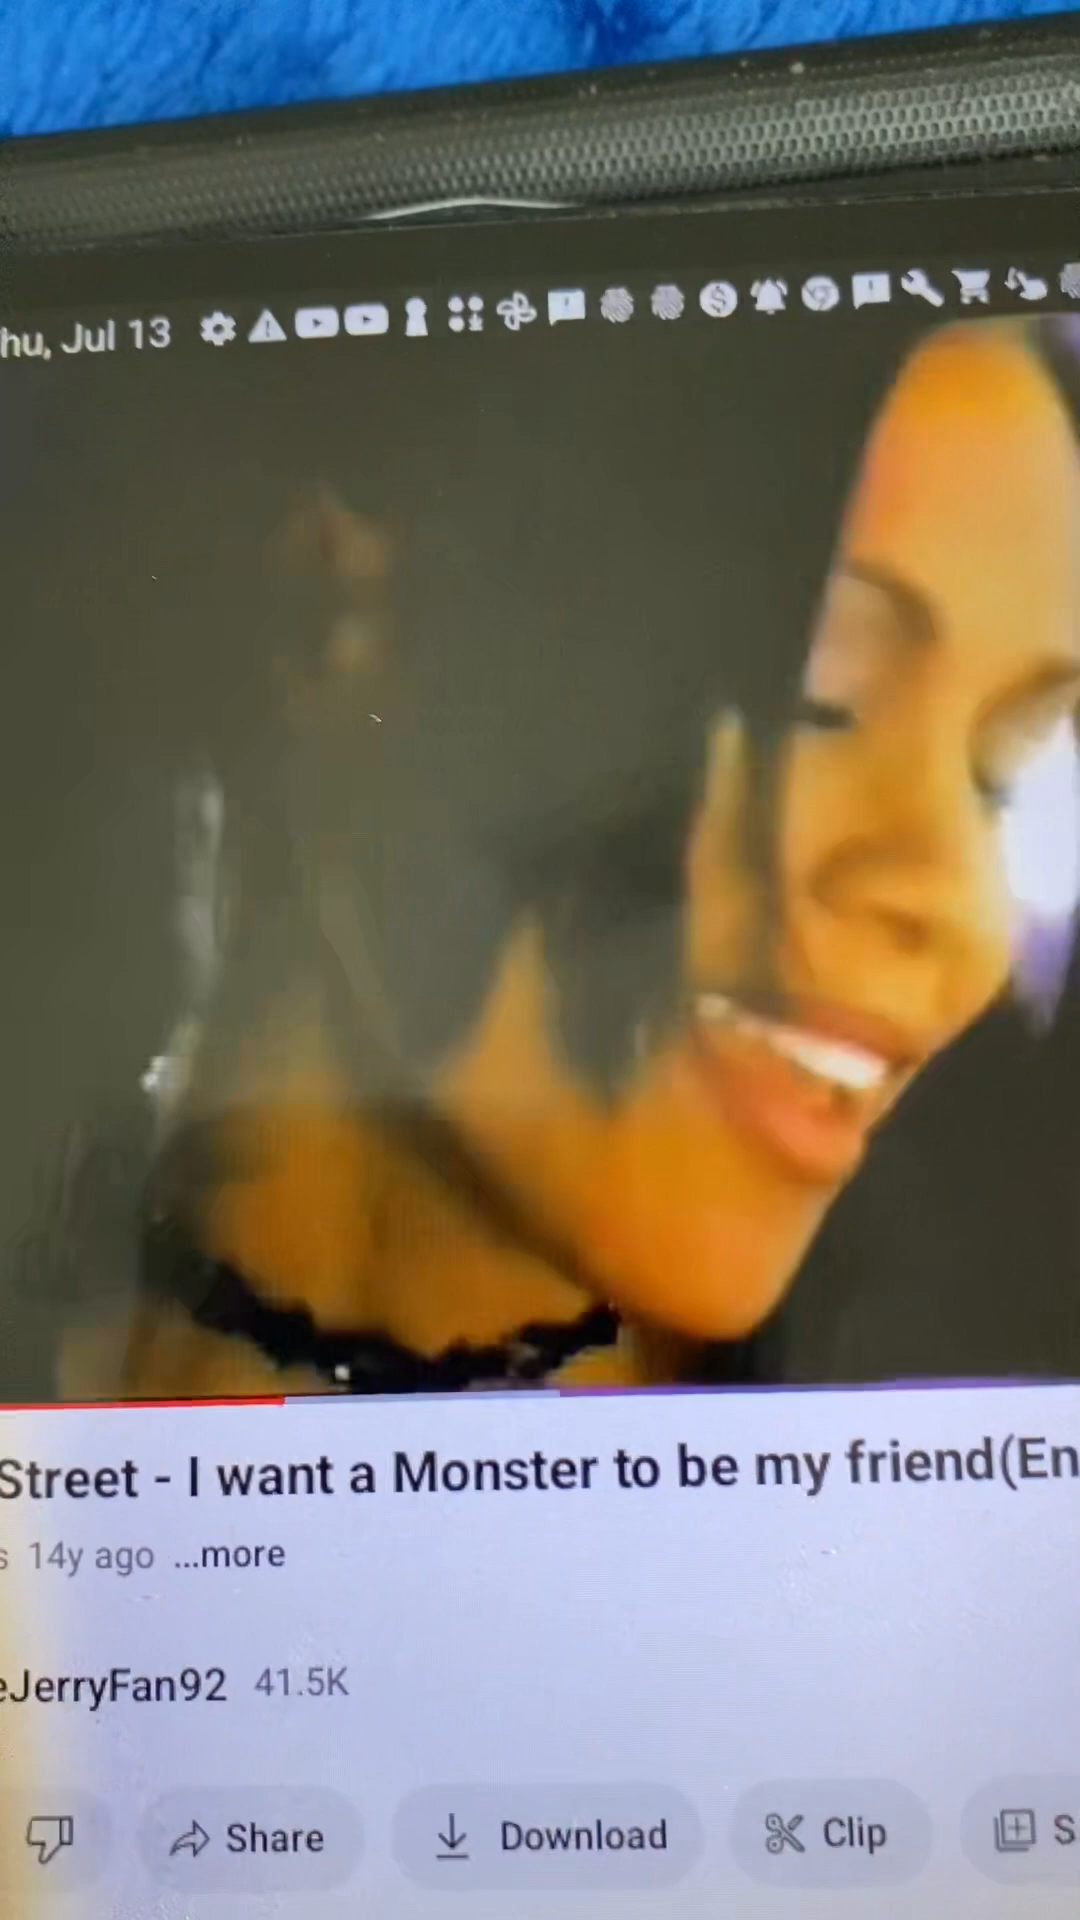 hu, Jul 13
Street - I want a Monster to be my friend(En
s 14y ago ...more
eJerryFan92 41.5K
Share Download Clip S